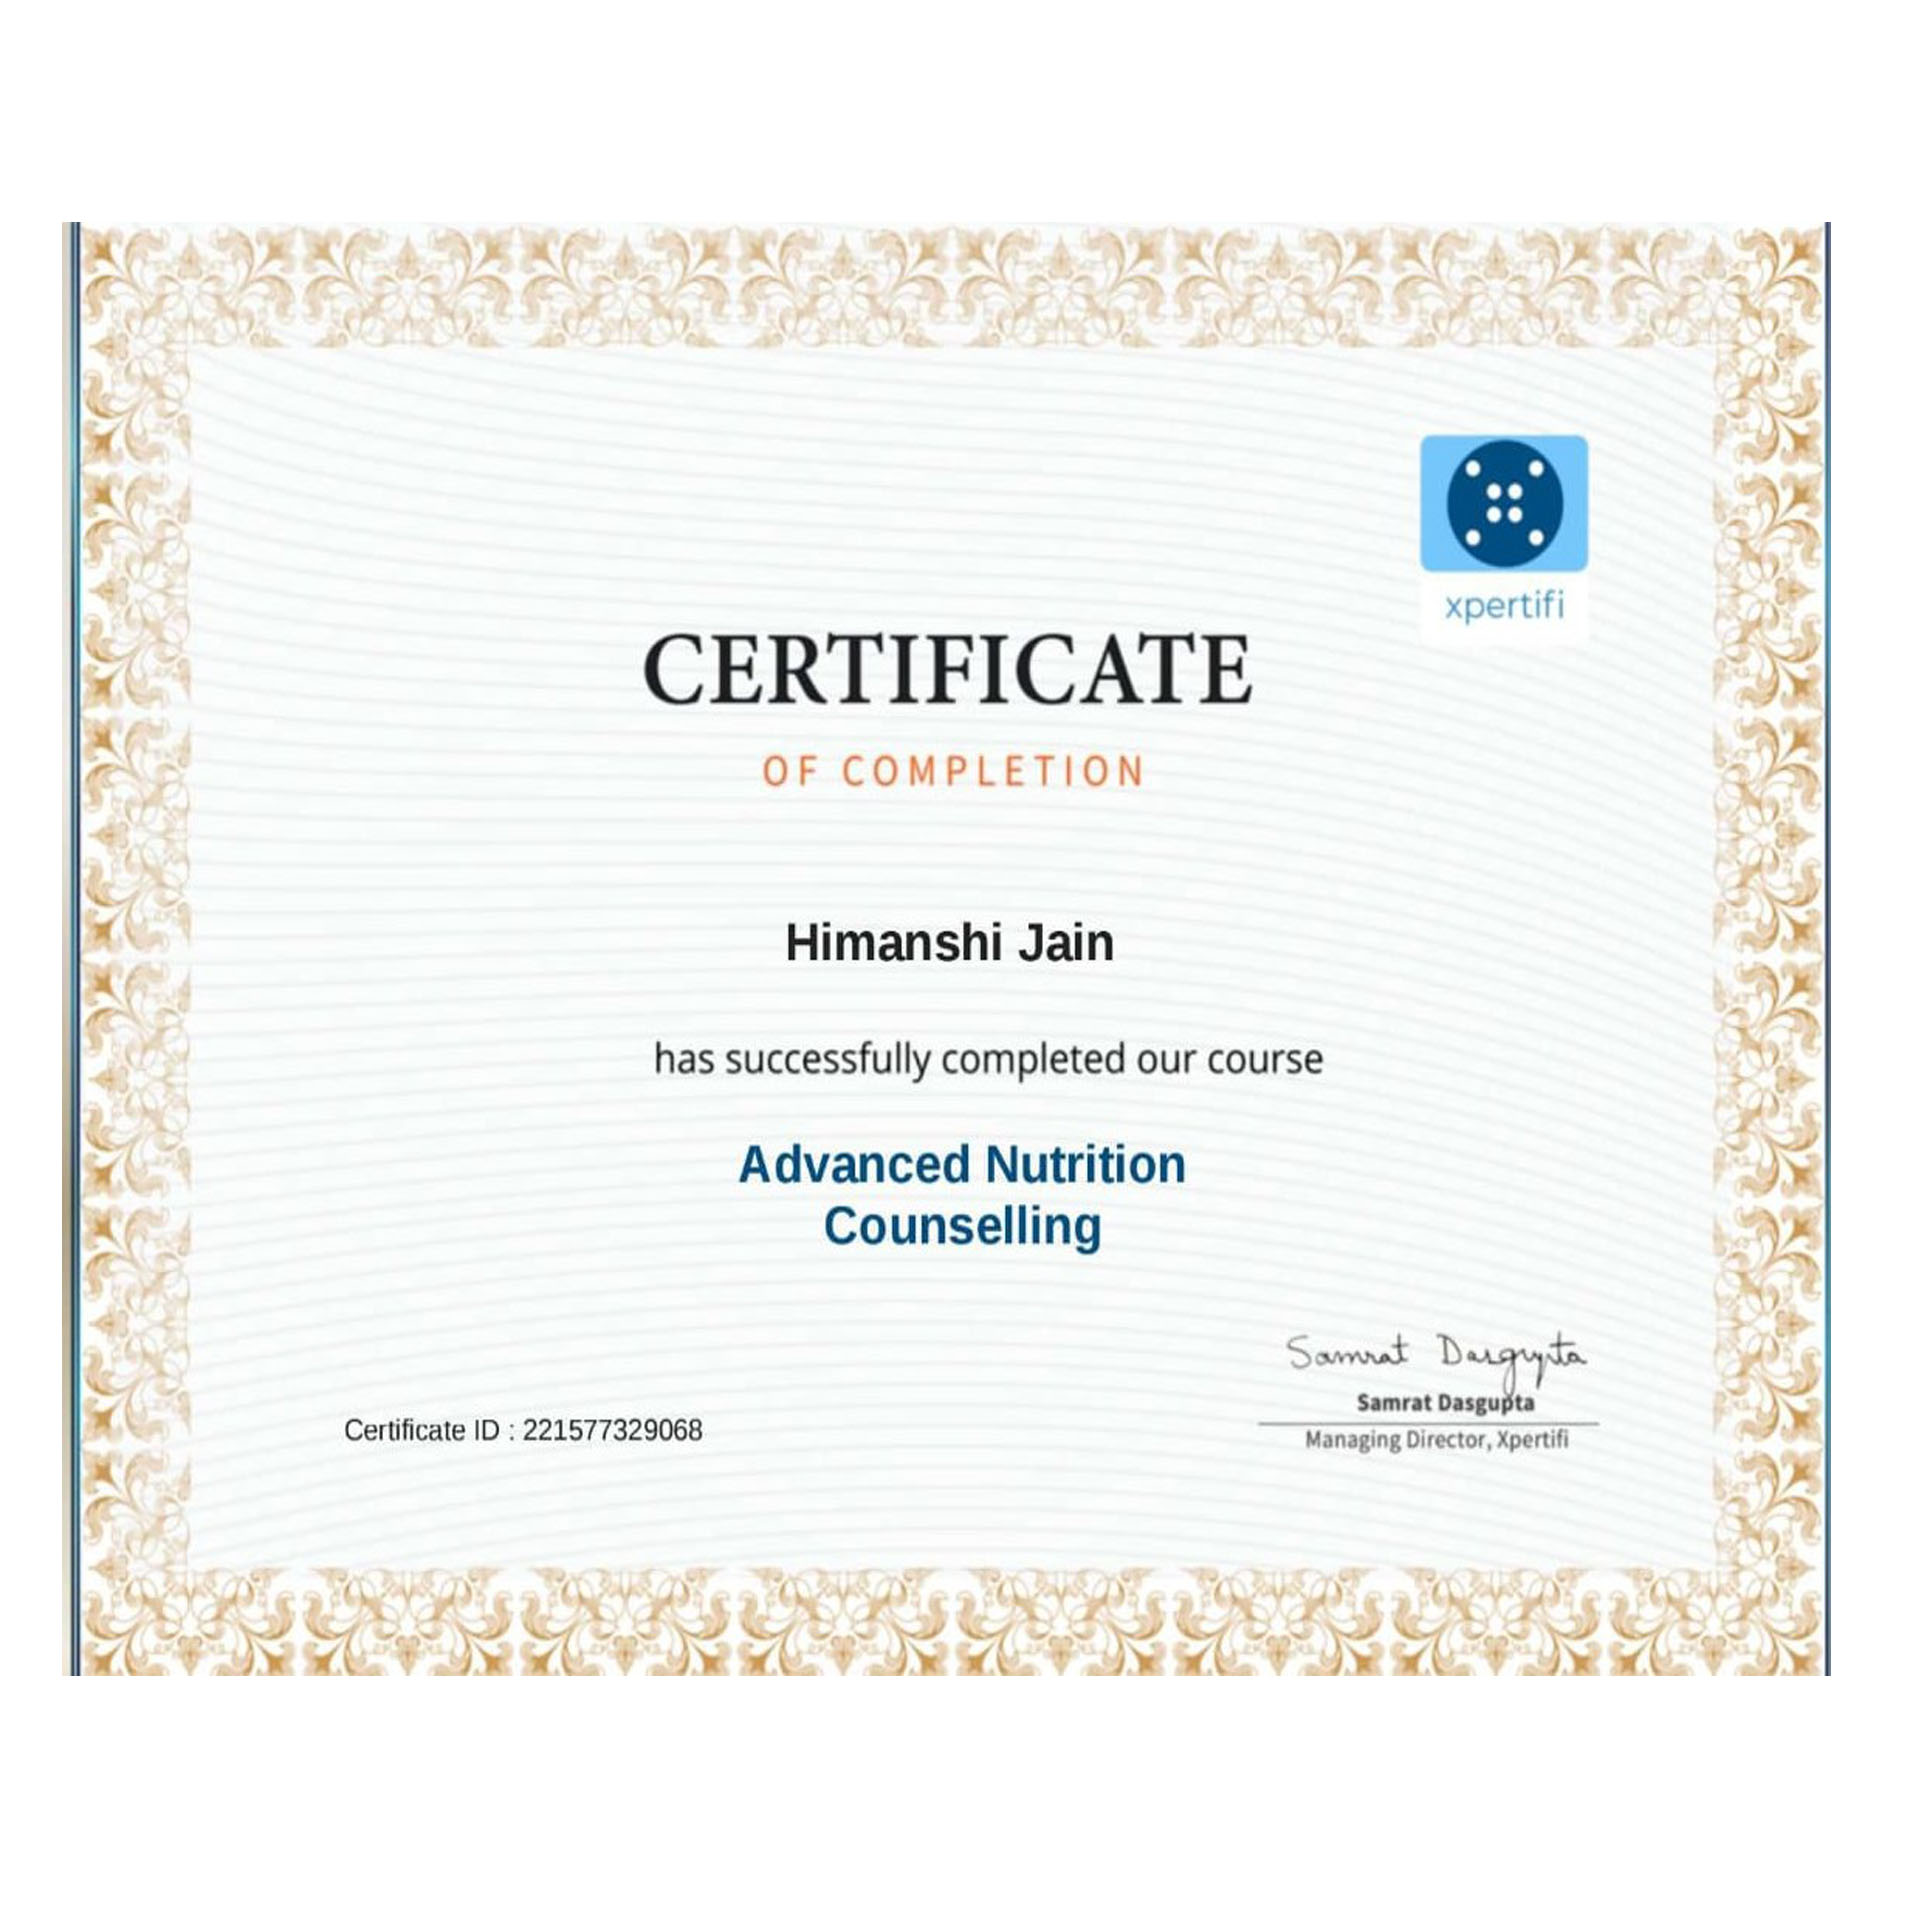 xpertifi
CERTIFICATE
OF COMPLETION
Himanshi Jain
has successfully completed our course
Advanced Nutrition
Counselling
Samrat Dasgupta
Samrat Dasgupta
Managing Director, Xpertifi
Certificate ID : 221577329068